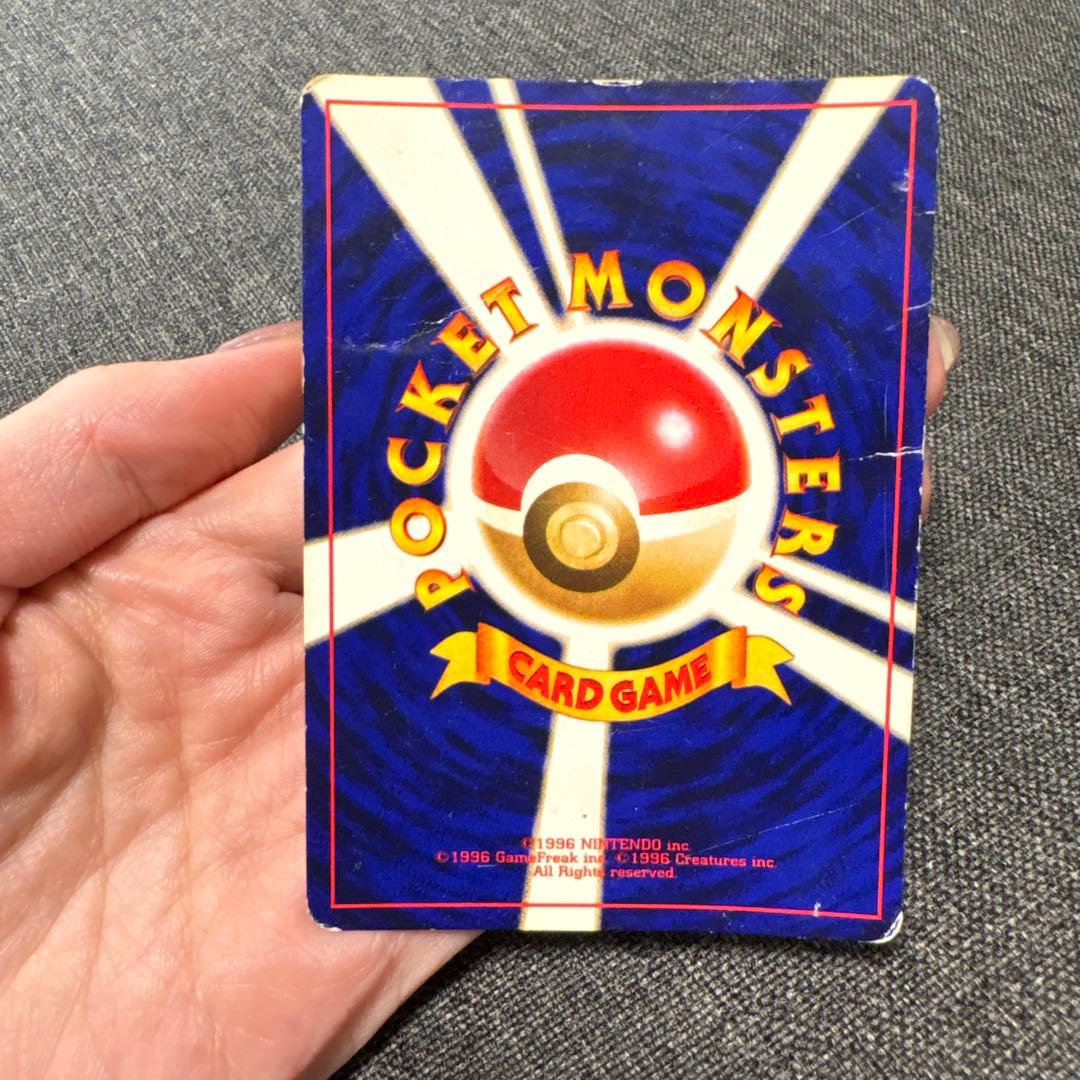 POCKET MONSTERS
CARD GAME
©1996 NINTENDO inc.
©1996 GameFreak inc. ©1996 Creatures inc.
All Rights reserved.